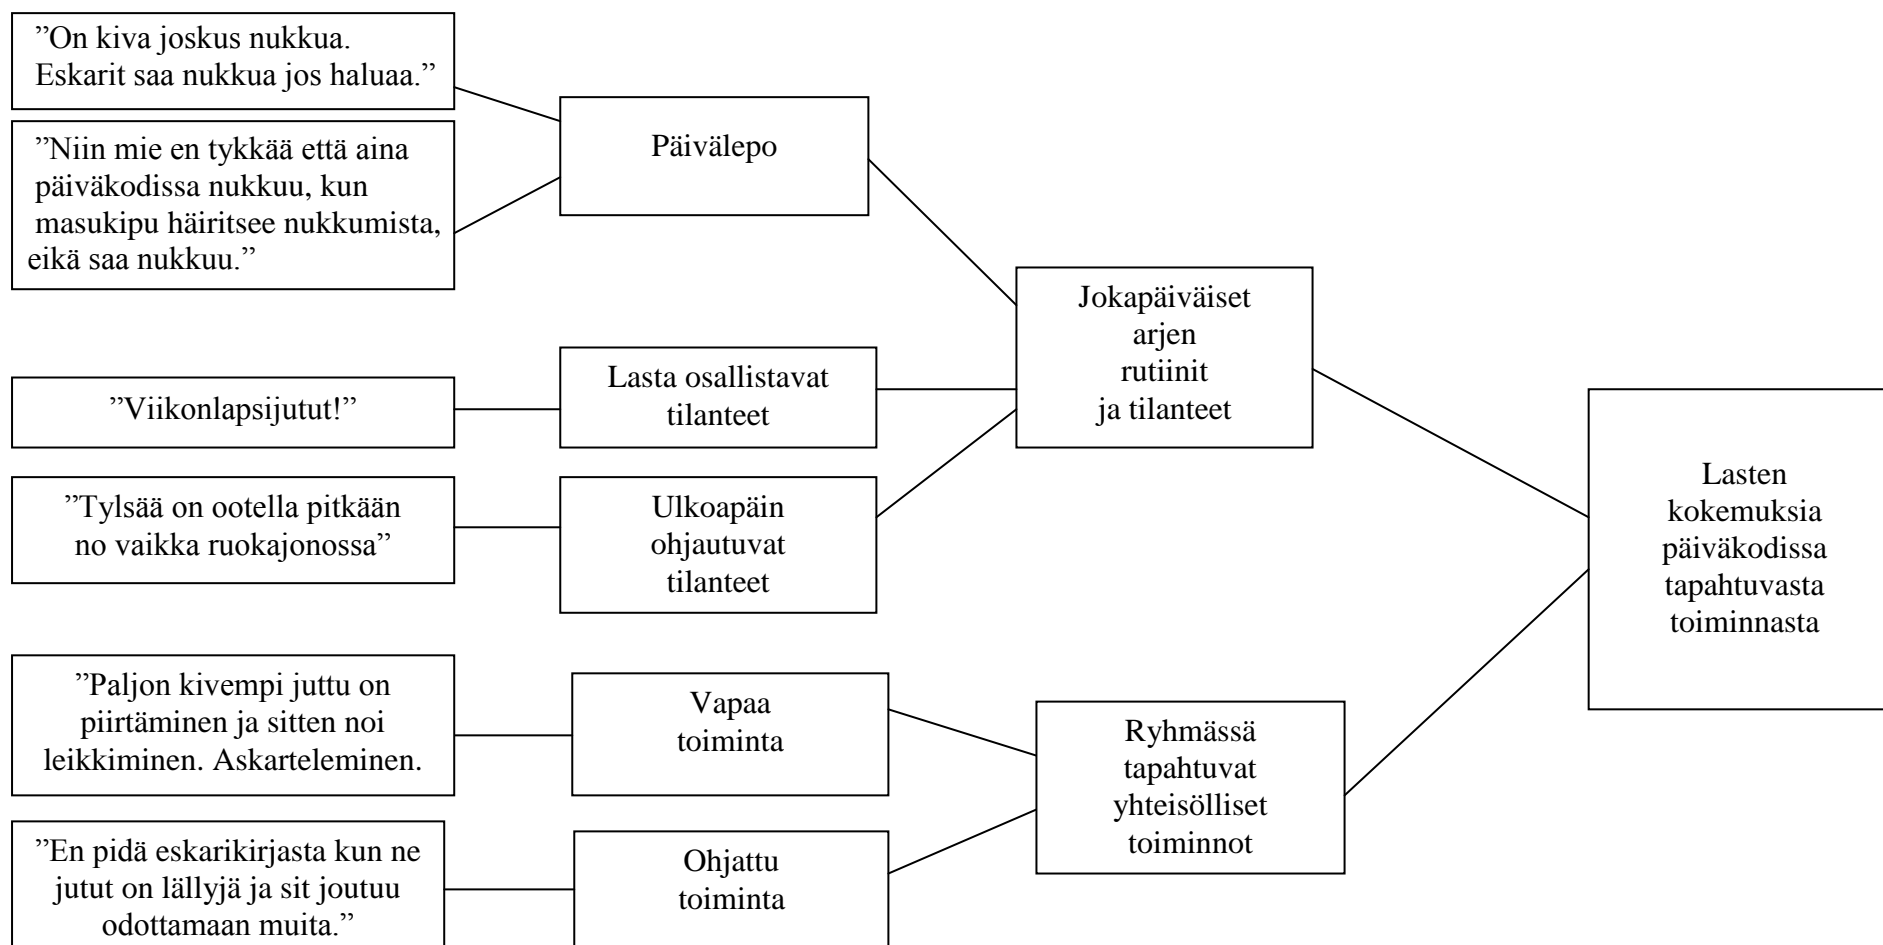 ”On kiva joskus nukkua.
Eskarit saa nukkua jos haluaa.”
”Niin mie en tykkää että aina
päiväkodissa nukkuu, kun
masukipu häiritsee nukkumista,
eikä saa nukkuu.”
”Viikonlapsijutut!”
”Tylsää on ootella pitkään
no vaikka ruokajonossa”
”Paljon kivempi juttu on
piirtäminen ja sitten noi
leikkiminen. Askarteleminen.
”En pidä eskarikirjasta kun ne
jutut on lällyjä ja sit joutuu
odottamaan muita.”
Päivälepo
Lasta osallistavat
tilanteet
Ulkoapäin
ohjautuvat
tilanteet
Vapaa
toiminta
Ohjattu
toiminta
Jokapäiväiset
arjen
rutiinit
ja tilanteet
Ryhmässä
tapahtuvat
yhteisölliset
toiminnot
Lasten
kokemuksia
päiväkodissa
tapahtuvasta
toiminnasta